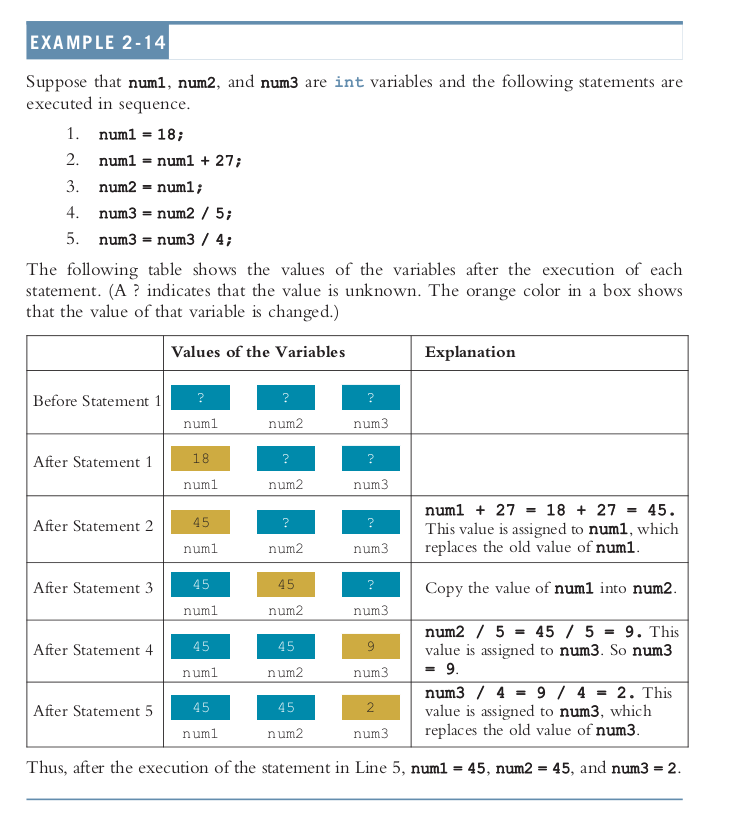 EXAMPLE 2-14
Suppose that num1, num2, and num3 are int variables and the following statements are
executed in sequence.
1. num1 = 18;
2. num1 = num1 + 27;
3. num2 = num1;
4. num3 = num2 / 5;
5. num3 = num3 / 4;
The following table shows the values of the variables after the execution of each
statement. (A ? indicates that the value is unknown. The orange color in a box shows
that the value of that variable is changed.)
Values of the Variables Explanation
Before Statement 1 ? ? ?
num1 num2 num3
After Statement 1 18 ? ?
num1 num2 num3
After Statement 2 45 ? ?
num1 num2 num3
num1 + 27 = 18 + 27 = 45.
This value is assigned to num1, which
replaces the old value of num1.
After Statement 3 45 45 ?
num1 num2 num3
Copy the value of num1 into num2.
After Statement 4 45 45 9
num1 num2 num3
num2 / 5 = 45 / 5 = 9. This
value is assigned to num3. So num3
= 9.
After Statement 5 45 45 2
num1 num2 num3
num3 / 4 = 9 / 4 = 2. This
value is assigned to num3, which
replaces the old value of num3.
Thus, after the execution of the statement in Line 5, num1 = 45, num2 = 45, and num3 = 2.